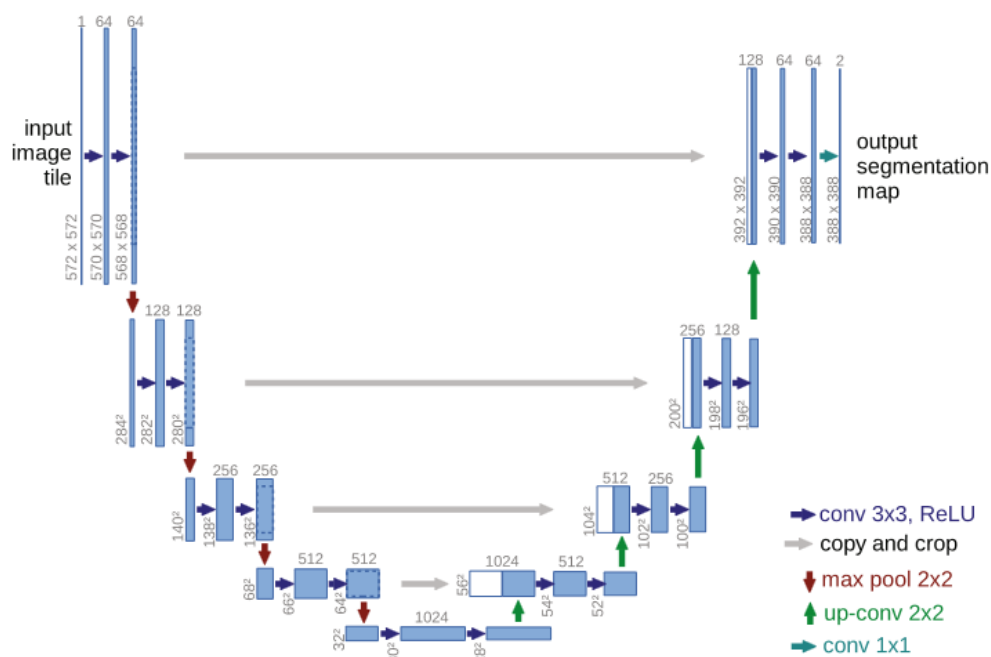 1 64 64
input
image
tile
572 x 572
570 x 570
568 x 568
128 64 64 2
output
segmentation
map
392 x 392
390 x 390
388 x 388
388 x 388
128 128
284²
282²
280²
256 128
200²
198²
196²
256 256
140²
138²
136²
512 256
104²
102²
100²
512 512
68²
66²
64²
1024 512
56²
54²
52²
1024
32²
conv 3x3, ReLU
copy and crop
max pool 2x2
up-conv 2x2
conv 1x1